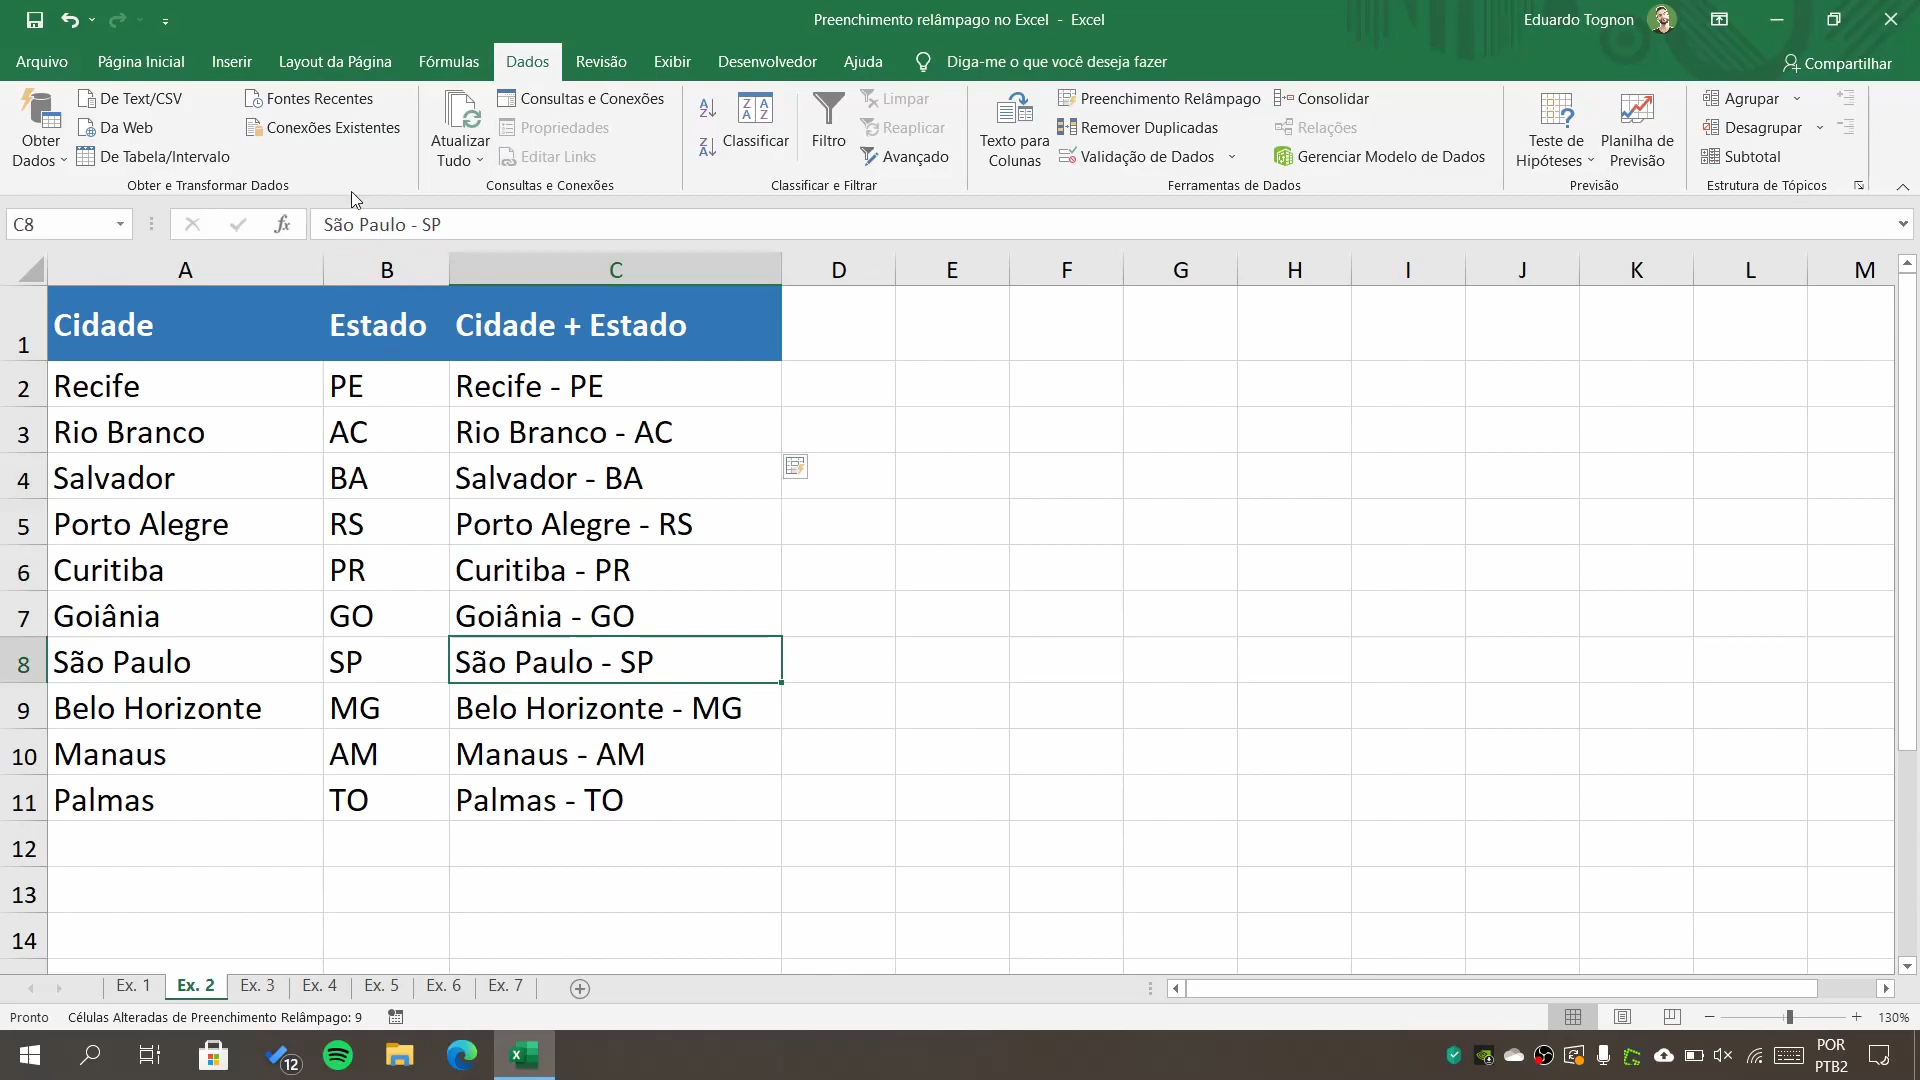 Preenchimento relâmpago no Excel - Excel
Eduardo Tognon
Arquivo Página Inicial Inserir Layout da Página Fórmulas Dados Revisão Exibir Desenvolvedor Ajuda Diga-me o que você deseja fazer Compartilhar
Obter Dados
De Text/CSV
Da Web
De Tabela/Intervalo
Fontes Recentes
Conexões Existentes
Obter e Transformar Dados
Atualizar Tudo
Consultas e Conexões
Propriedades
Editar Links
Consultas e Conexões
Classificar
Filtro
Limpar
Reaplicar
Avançado
Classificar e Filtrar
Texto para Colunas
Preenchimento Relâmpago
Remover Duplicadas
Validação de Dados
Consolidar
Relações
Gerenciar Modelo de Dados
Ferramentas de Dados
Teste de Hipóteses
Planilha de Previsão
Previsão
Agrupar
Desagrupar
Subtotal
Estrutura de Tópicos
C8 fx São Paulo - SP
A B C D E F G H I J K L M
1 Cidade Estado Cidade + Estado
2 Recife PE Recife - PE
3 Rio Branco AC Rio Branco - AC
4 Salvador BA Salvador - BA
5 Porto Alegre RS Porto Alegre - RS
6 Curitiba PR Curitiba - PR
7 Goiânia GO Goiânia - GO
8 São Paulo SP São Paulo - SP
9 Belo Horizonte MG Belo Horizonte - MG
10 Manaus AM Manaus - AM
11 Palmas TO Palmas - TO
12
13
14
Ex. 1 Ex. 2 Ex. 3 Ex. 4 Ex. 5 Ex. 6 Ex. 7
Pronto Células Alteradas de Preenchimento Relâmpago: 9 130%
12
POR
PTB2